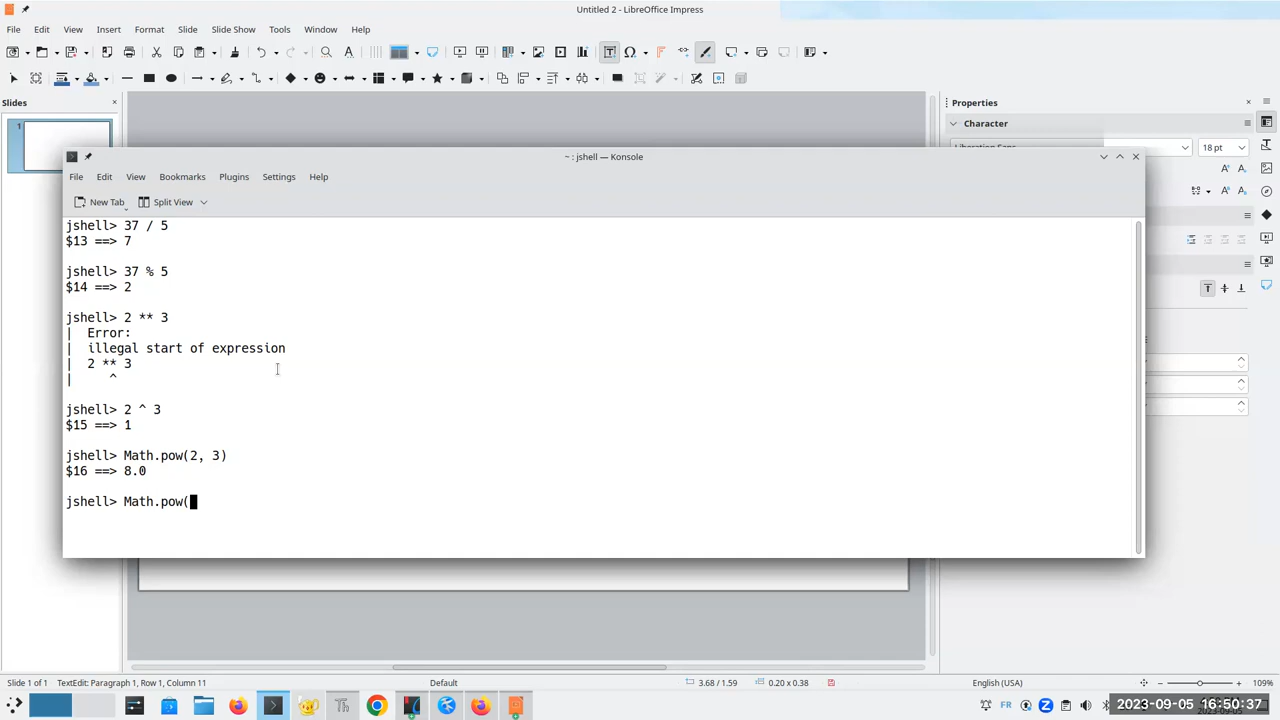 Untitled 2 - LibreOffice Impress
File Edit View Insert Format Slide Slide Show Tools Window Help
Slides
Properties
Character
18 pt
1
~ : jshell — Konsole
File Edit View Bookmarks Plugins Settings Help
New Tab Split View
jshell> 37 / 5
$13 ==> 7
jshell> 37 % 5
$14 ==> 2
jshell> 2 ** 3
| Error:
| illegal start of expression
| 2 ** 3
| ^
jshell> 2 ^ 3
$15 ==> 1
jshell> Math.pow(2, 3)
$16 ==> 8.0
jshell> Math.pow(
Slide 1 of 1 TextEdit: Paragraph 1, Row 1, Column 11 Default 3.68 / 1.59 0.20 x 0.38 English (USA) 109%
FR 2023-09-05 16:50:37